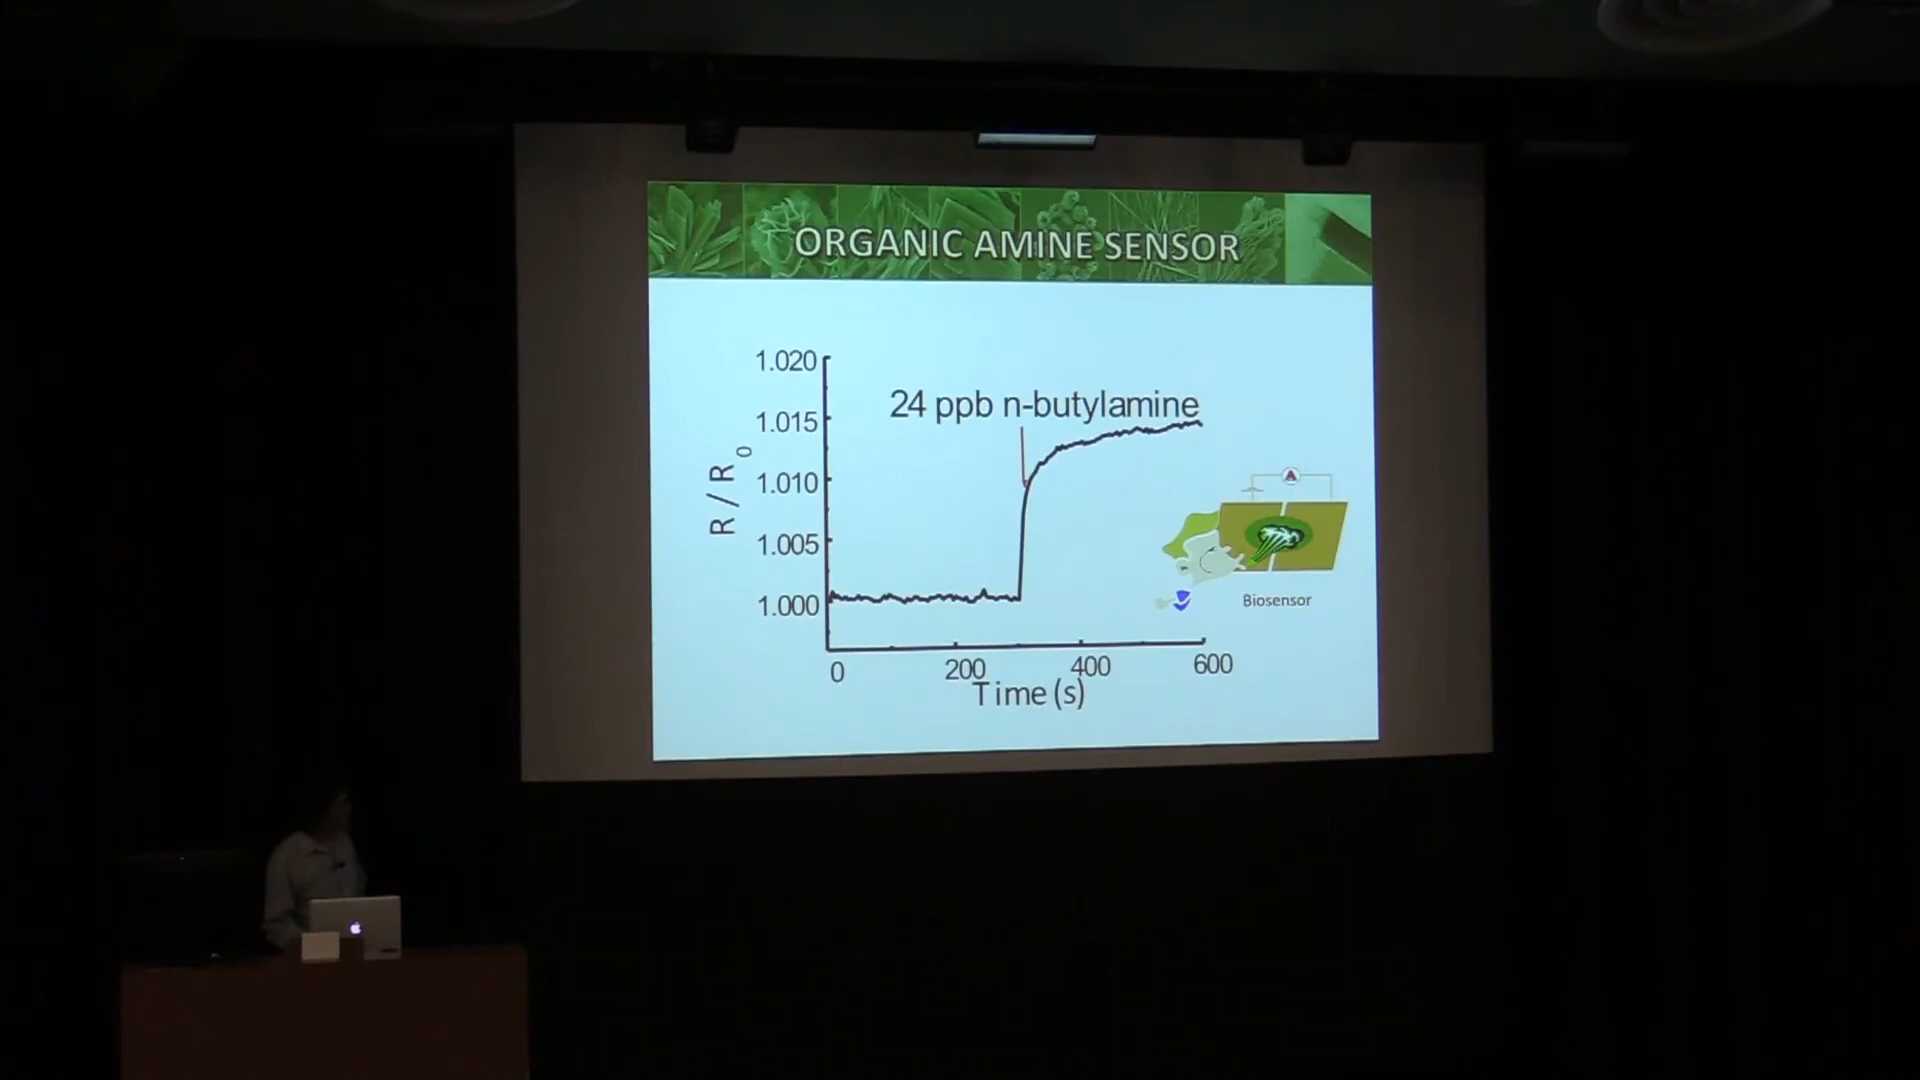 ORGANIC AMINE SENSOR
1.020
24 ppb n-butylamine
1.015
R / R0
1.010
1.005
1.000
0
200
400
600
Time (s)
A
Biosensor